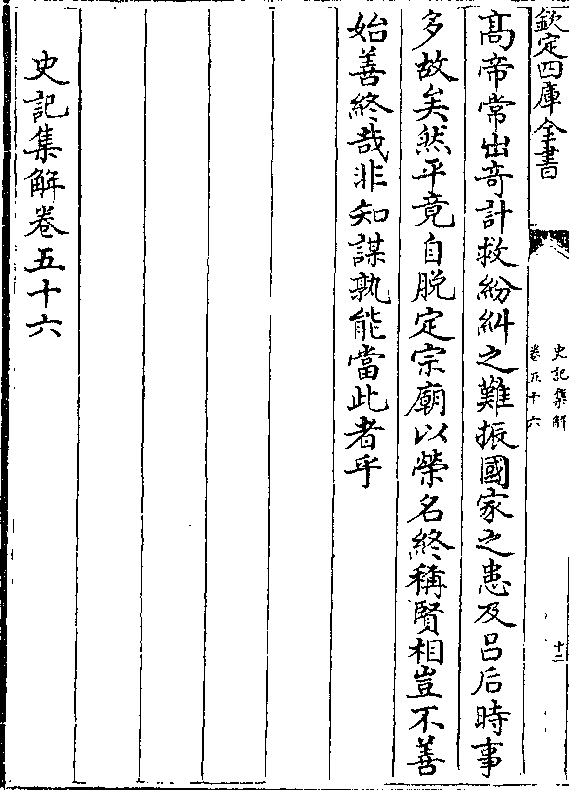 欽定四庫全書
史記集解
卷五十六
十二
髙帝常出竒計救紛糾之難振國家之患及吕后時事
多故矣然平竟自脱定宗廟以榮名終稱賢相豈不善
始善終哉非知謀孰能當此者乎
史記集解卷五十六